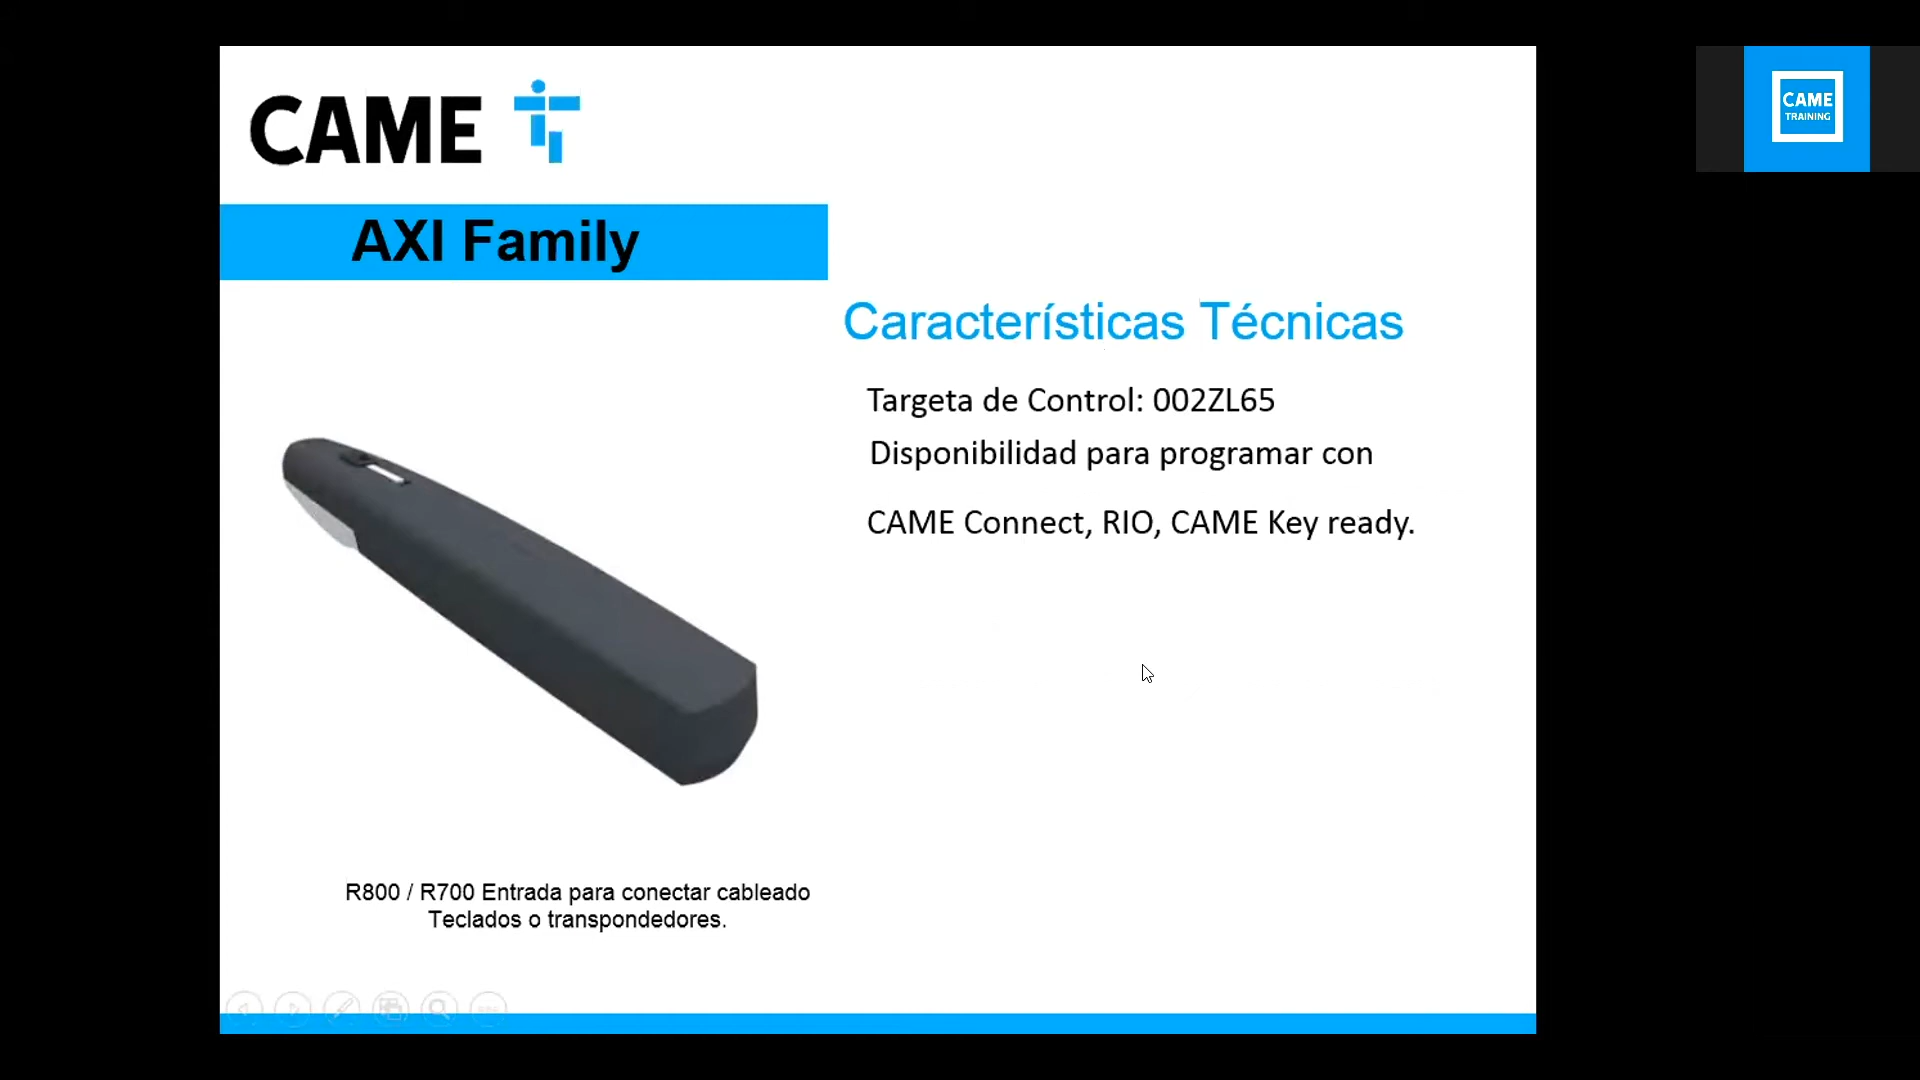 CAME
AXI Family
Características Técnicas
Targeta de Control: 002ZL65
Disponibilidad para programar con
CAME Connect, RIO, CAME Key ready.
R800 / R700 Entrada para conectar cableado
Teclados o transpondedores.
CAME
TRAINING